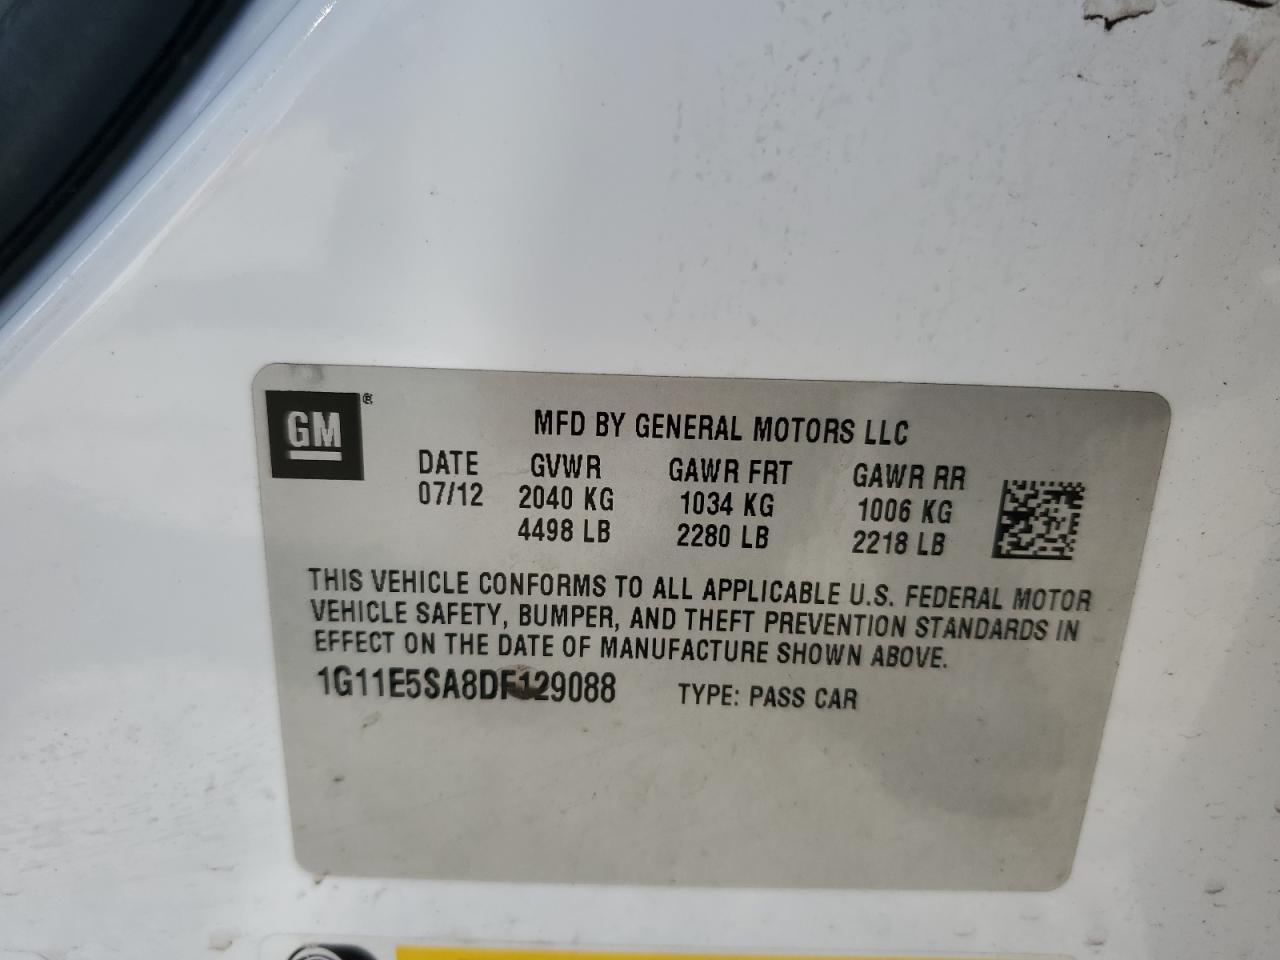 GM®
MFD BY GENERAL MOTORS LLC
DATE GVWR GAWR FRT GAWR RR
07/12 2040 KG 1034 KG 1006 KG
4498 LB 2280 LB 2218 LB
THIS VEHICLE CONFORMS TO ALL APPLICABLE U.S. FEDERAL MOTOR
VEHICLE SAFETY, BUMPER, AND THEFT PREVENTION STANDARDS IN
EFFECT ON THE DATE OF MANUFACTURE SHOWN ABOVE.
1G11E5SA8DF129088 TYPE: PASS CAR